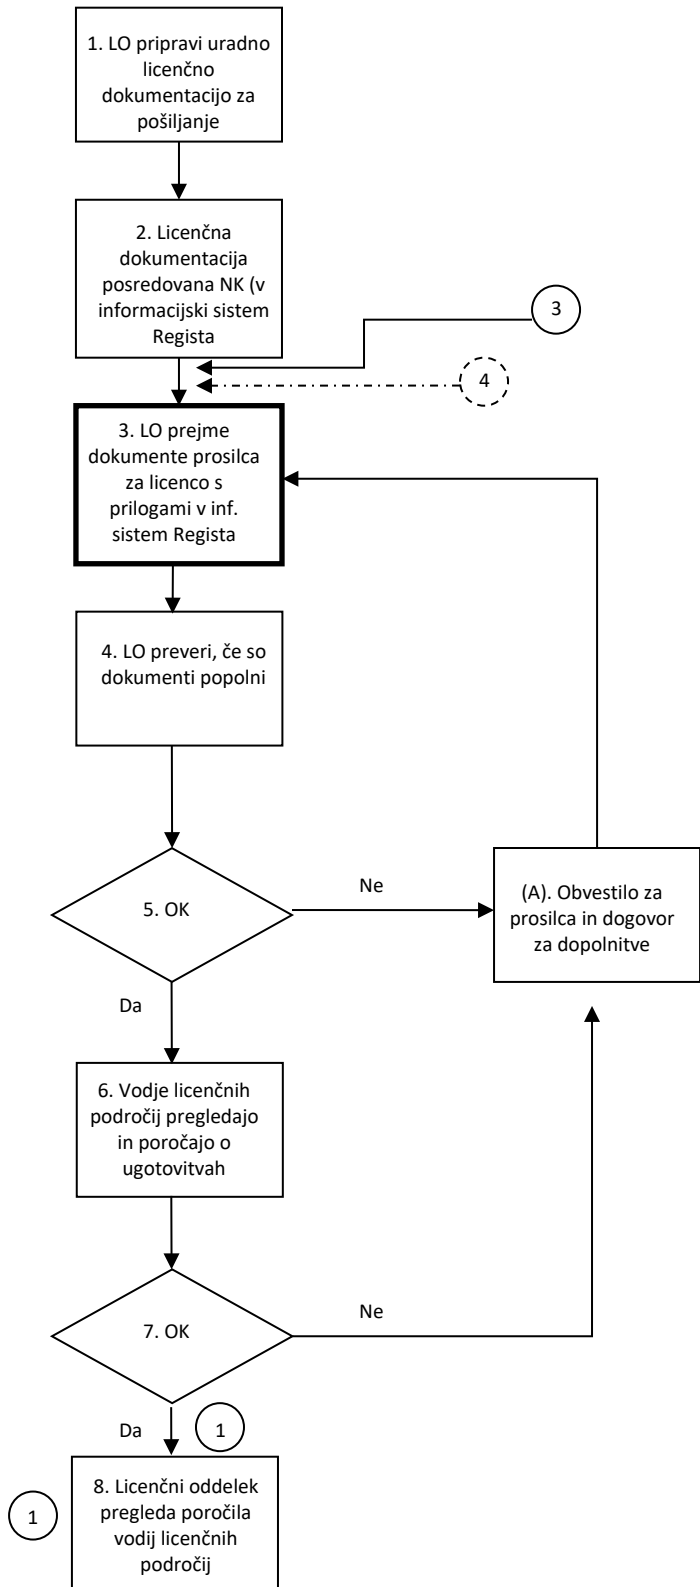 1. LO pripravi uradno
licenčno
dokumentacijo za
pošiljanje
2. Licenčna
dokumentacija
posredovana NK (v
informacijski sistem
Regista
3
4
3. LO prejme
dokumente prosilca
za licenco s
prilogami v inf.
sistem Regista
4. LO preveri, če so
dokumenti popolni
5. OK
Ne
(A). Obvestilo za
prosilca in dogovor
za dopolnitve
Da
6. Vodje licenčnih
področij pregledajo
in poročajo o
ugotovitvah
7. OK
Ne
Da
1
1
8. Licenčni oddelek
pregleda poročila
vodij licenčnih
področij